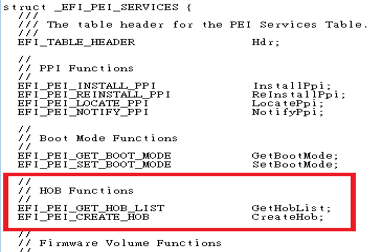 struct _EFI_PEI_SERVICES {
///
/// The table header for the PEI Services Table.
///
EFI_TABLE_HEADER Hdr;
//
// PPI Functions
//
EFI_PEI_INSTALL_PPI InstallPpi;
EFI_PEI_REINSTALL_PPI ReInstallPpi;
EFI_PEI_LOCATE_PPI LocatePpi;
EFI_PEI_NOTIFY_PPI NotifyPpi;
//
// Boot Mode Functions
//
EFI_PEI_GET_BOOT_MODE GetBootMode;
EFI_PEI_SET_BOOT_MODE SetBootMode;
//
// HOB Functions
//
EFI_PEI_GET_HOB_LIST GetHobList;
EFI_PEI_CREATE_HOB CreateHob;
//
// Firmware Volume Functions